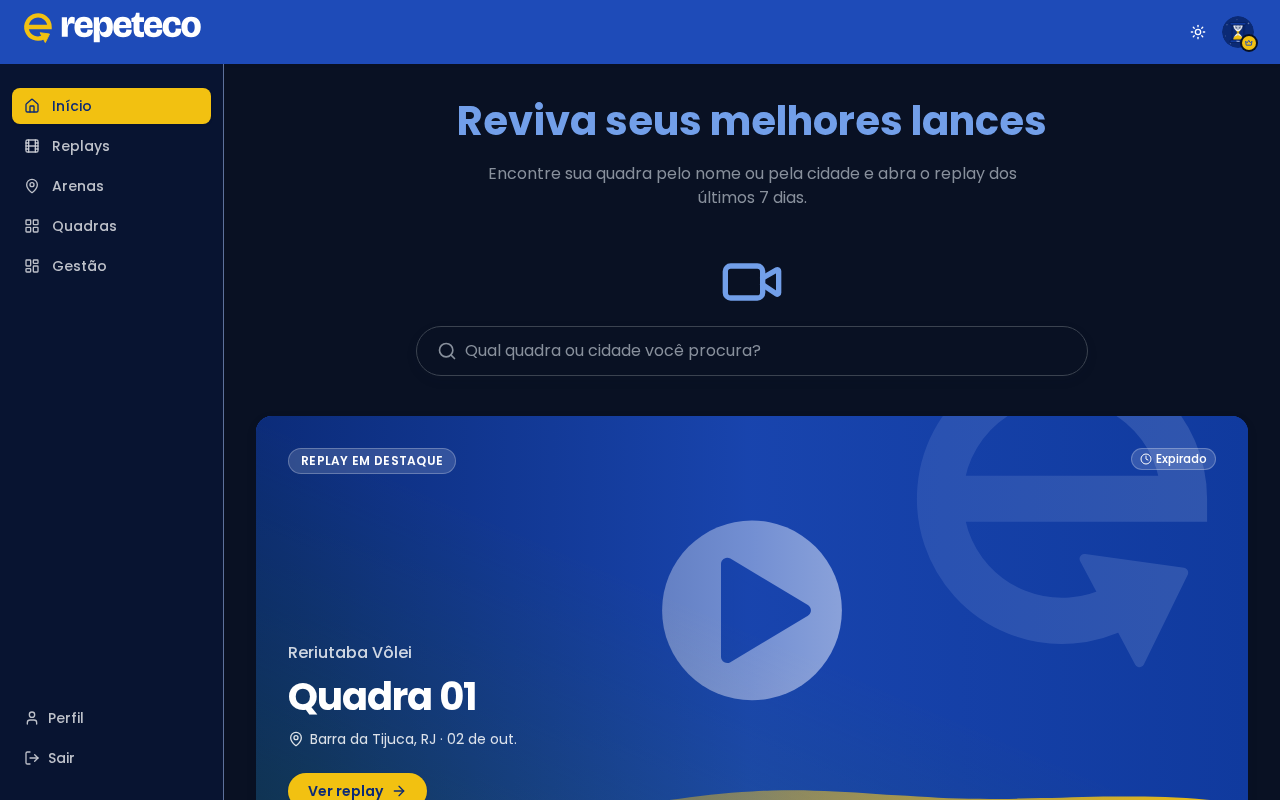 repeteco
Início
Replays
Arenas
Quadras
Gestão
Perfil
Sair
Reviva seus melhores lances
Encontre sua quadra pelo nome ou pela cidade e abra o replay dos
últimos 7 dias.
Qual quadra ou cidade você procura?
REPLAY EM DESTAQUE
Expirado
Reriutaba Vôlei
Quadra 01
Barra da Tijuca, RJ · 02 de out.
Ver replay